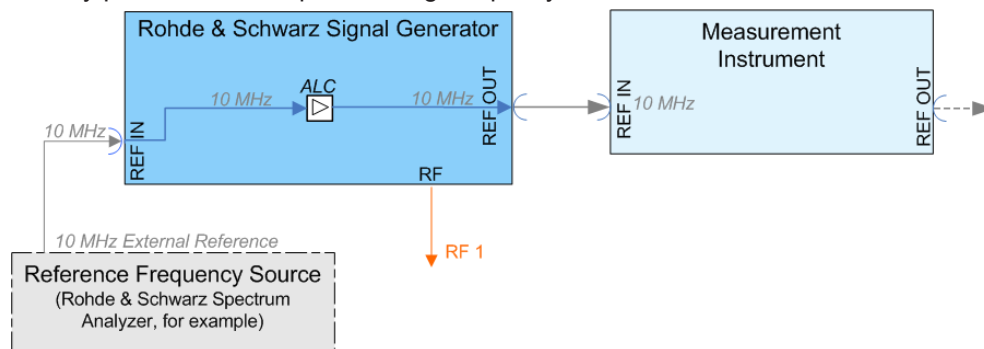 Rohde & Schwarz Signal Generator
Measurement
Instrument
ALC
10 MHz
10 MHz
REF OUT
REF IN
10 MHz
REF OUT
10 MHz
REF IN
RF
RF 1
10 MHz External Reference
Reference Frequency Source
(Rohde & Schwarz Spectrum
Analyzer, for example)